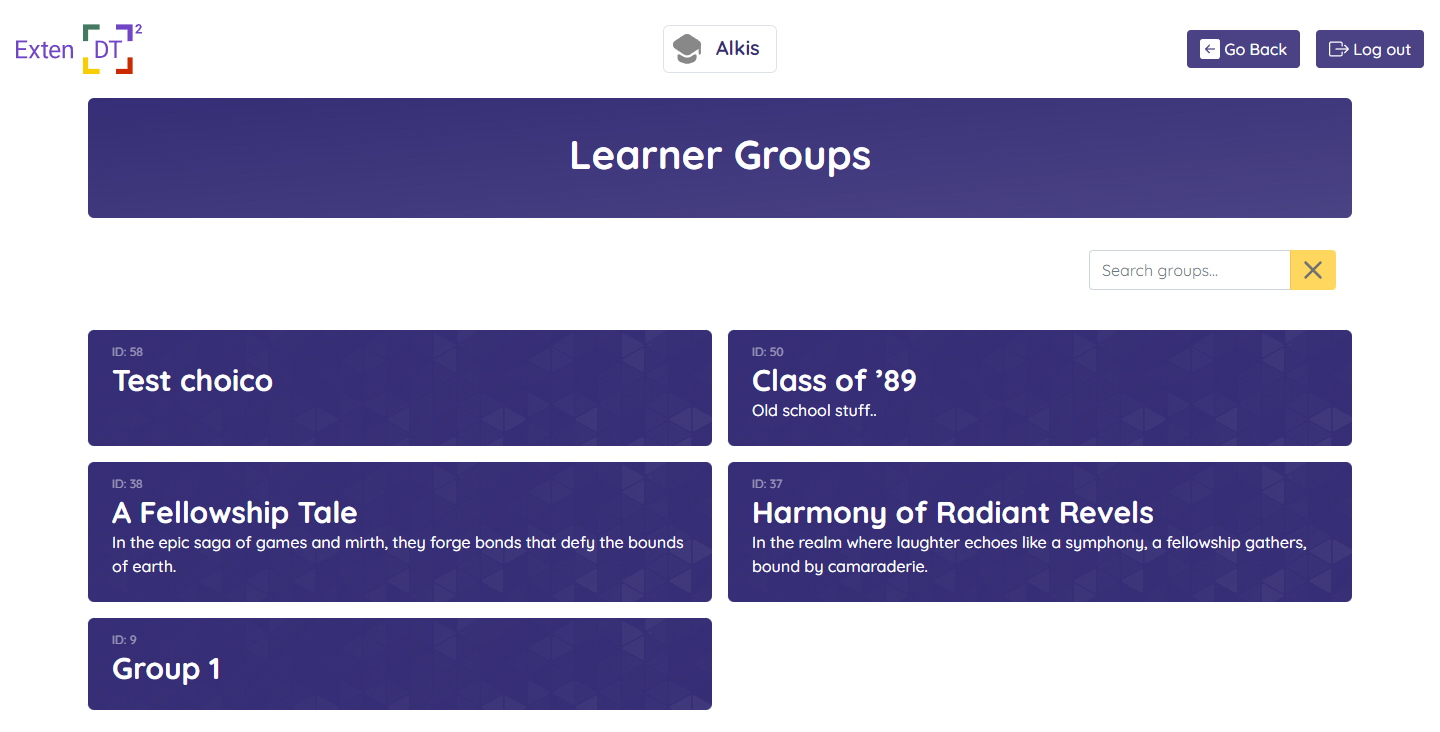 Exten DT 2
Alkis
Go Back
Log out
Learner Groups
Search groups...
ID: 58
Test choico
ID: 50
Class of ’89
Old school stuff..
ID: 38
A Fellowship Tale
In the epic saga of games and mirth, they forge bonds that defy the bounds
of earth.
ID: 37
Harmony of Radiant Revels
In the realm where laughter echoes like a symphony, a fellowship gathers,
bound by camaraderie.
ID: 9
Group 1